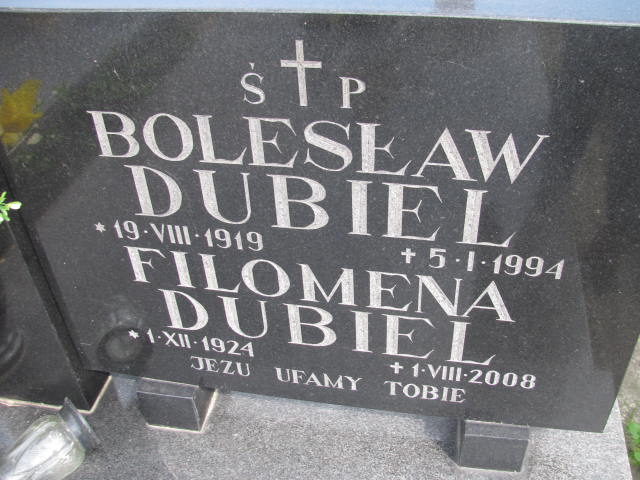 Ś P
BOLESŁAW
DUBIEL
* 19·VIII·1919
+ 5·I·1994
FILOMENA
DUBIEL
* 1·XII·1924
+ 1·VIII·2008
JEZU UFAMY TOBIE